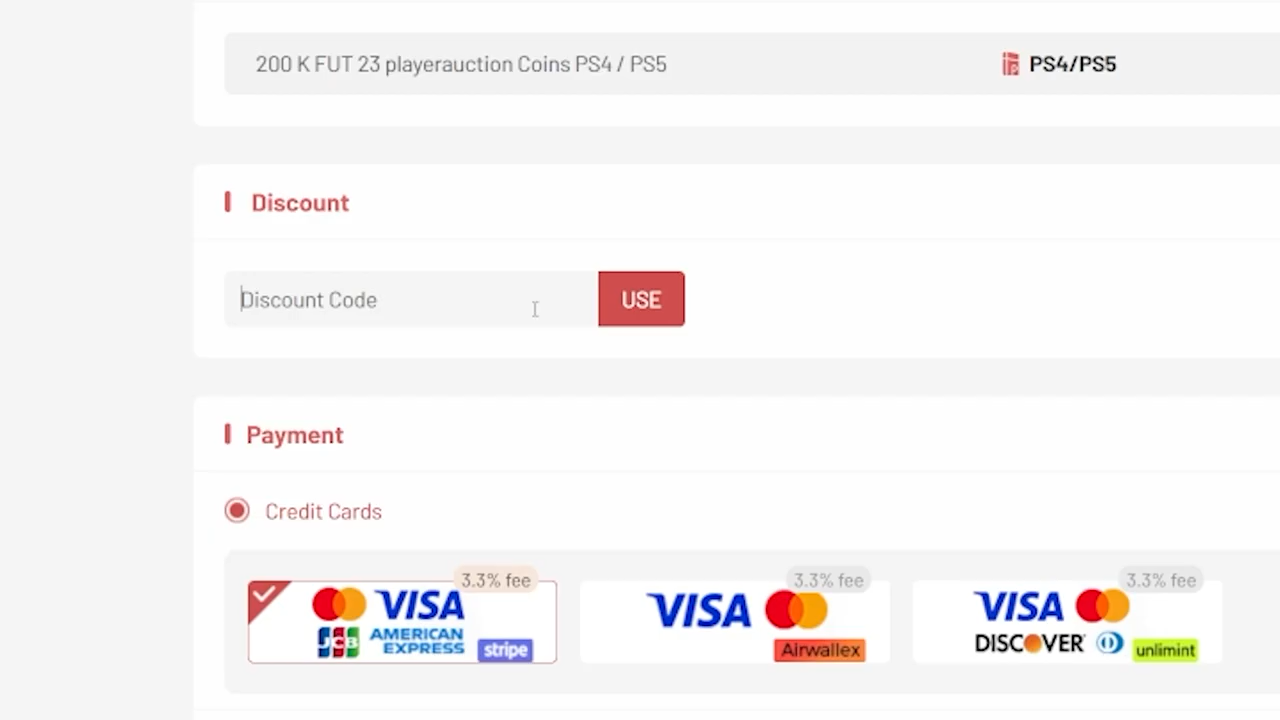 200 K FUT 23 playerauction Coins PS4 / PS5
PS4/PS5
Discount
Discount Code
USE
Payment
Credit Cards
3.3% fee
3.3% fee
3.3% fee
VISA
JCB
AMERICAN
EXPRESS
stripe
VISA
Airwallex
VISA
DISCOVER
unlimint